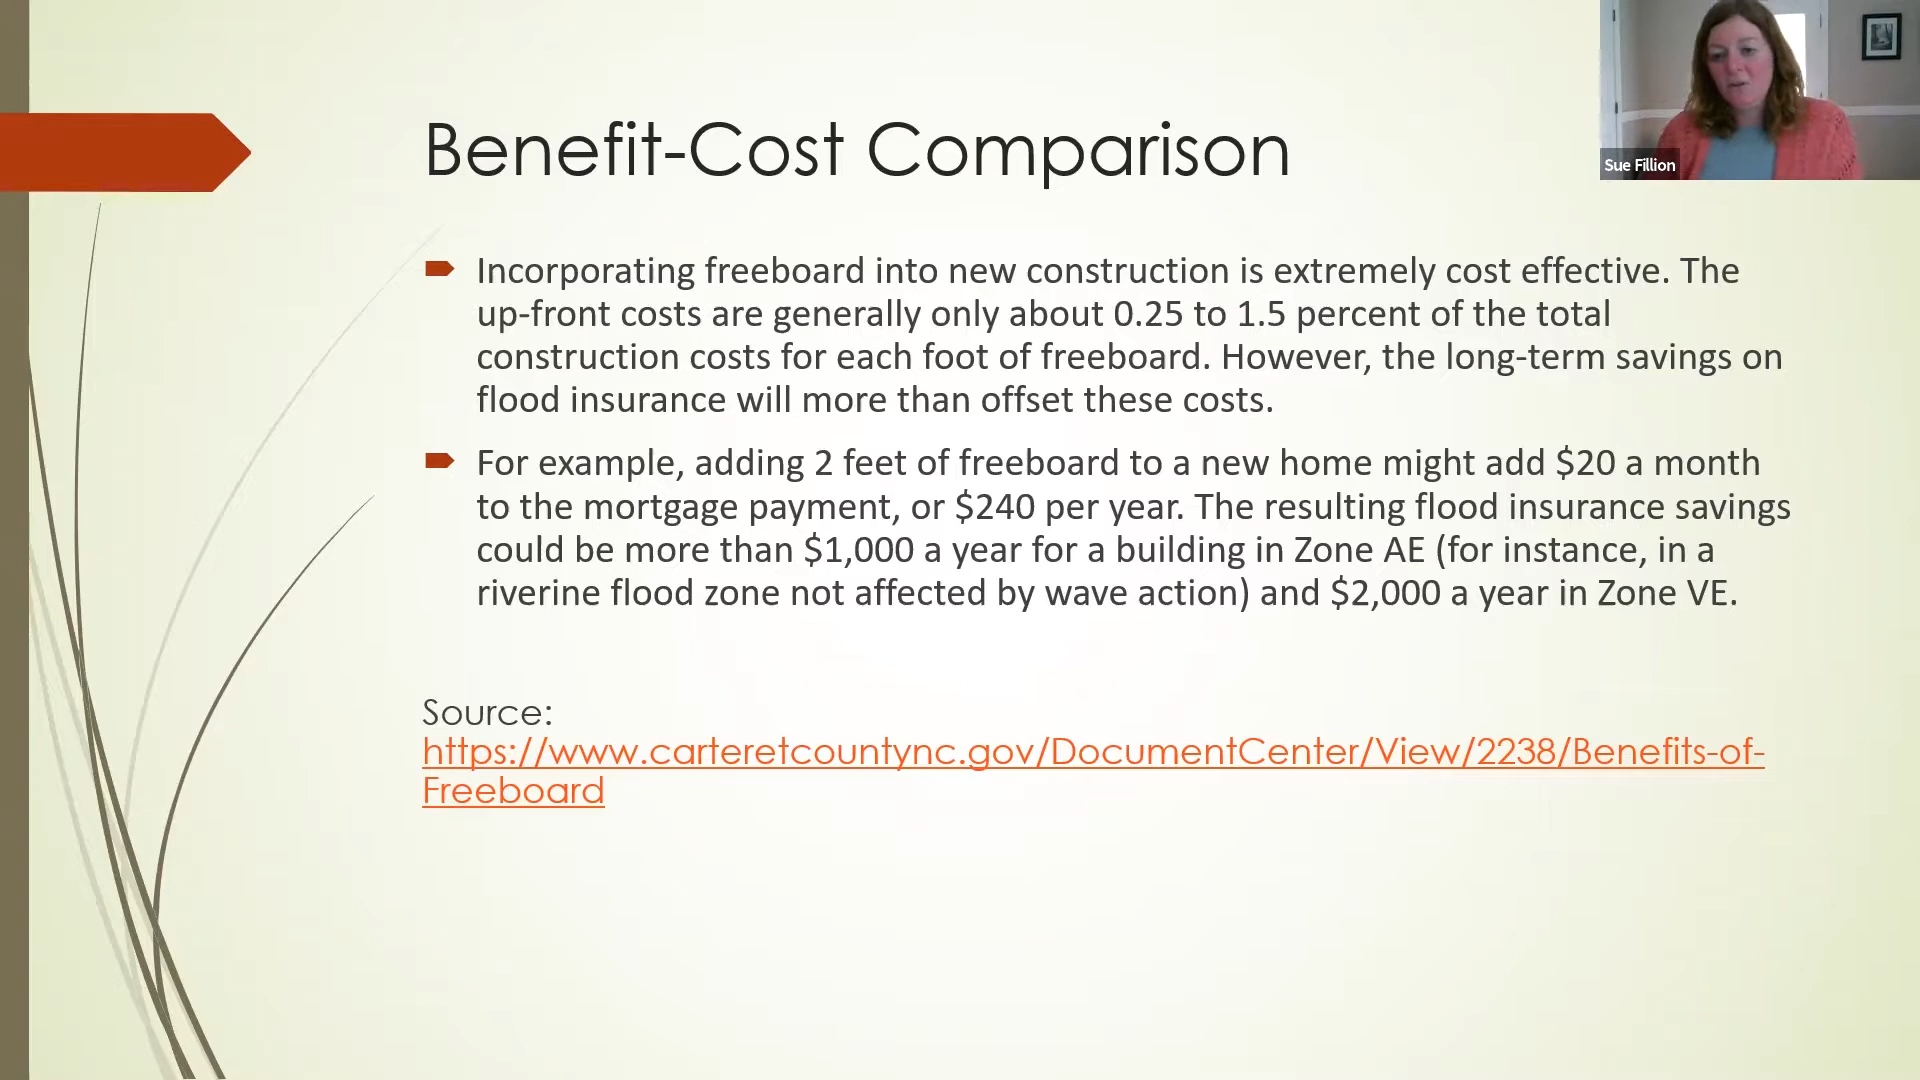 Sue Fillion
Benefit-Cost Comparison
Incorporating freeboard into new construction is extremely cost effective. The
up-front costs are generally only about 0.25 to 1.5 percent of the total
construction costs for each foot of freeboard. However, the long-term savings on
flood insurance will more than offset these costs.
For example, adding 2 feet of freeboard to a new home might add $20 a month
to the mortgage payment, or $240 per year. The resulting flood insurance savings
could be more than $1,000 a year for a building in Zone AE (for instance, in a
riverine flood zone not affected by wave action) and $2,000 a year in Zone VE.
Source:
https://www.carteretcountync.gov/DocumentCenter/View/2238/Benefits-of-
Freeboard